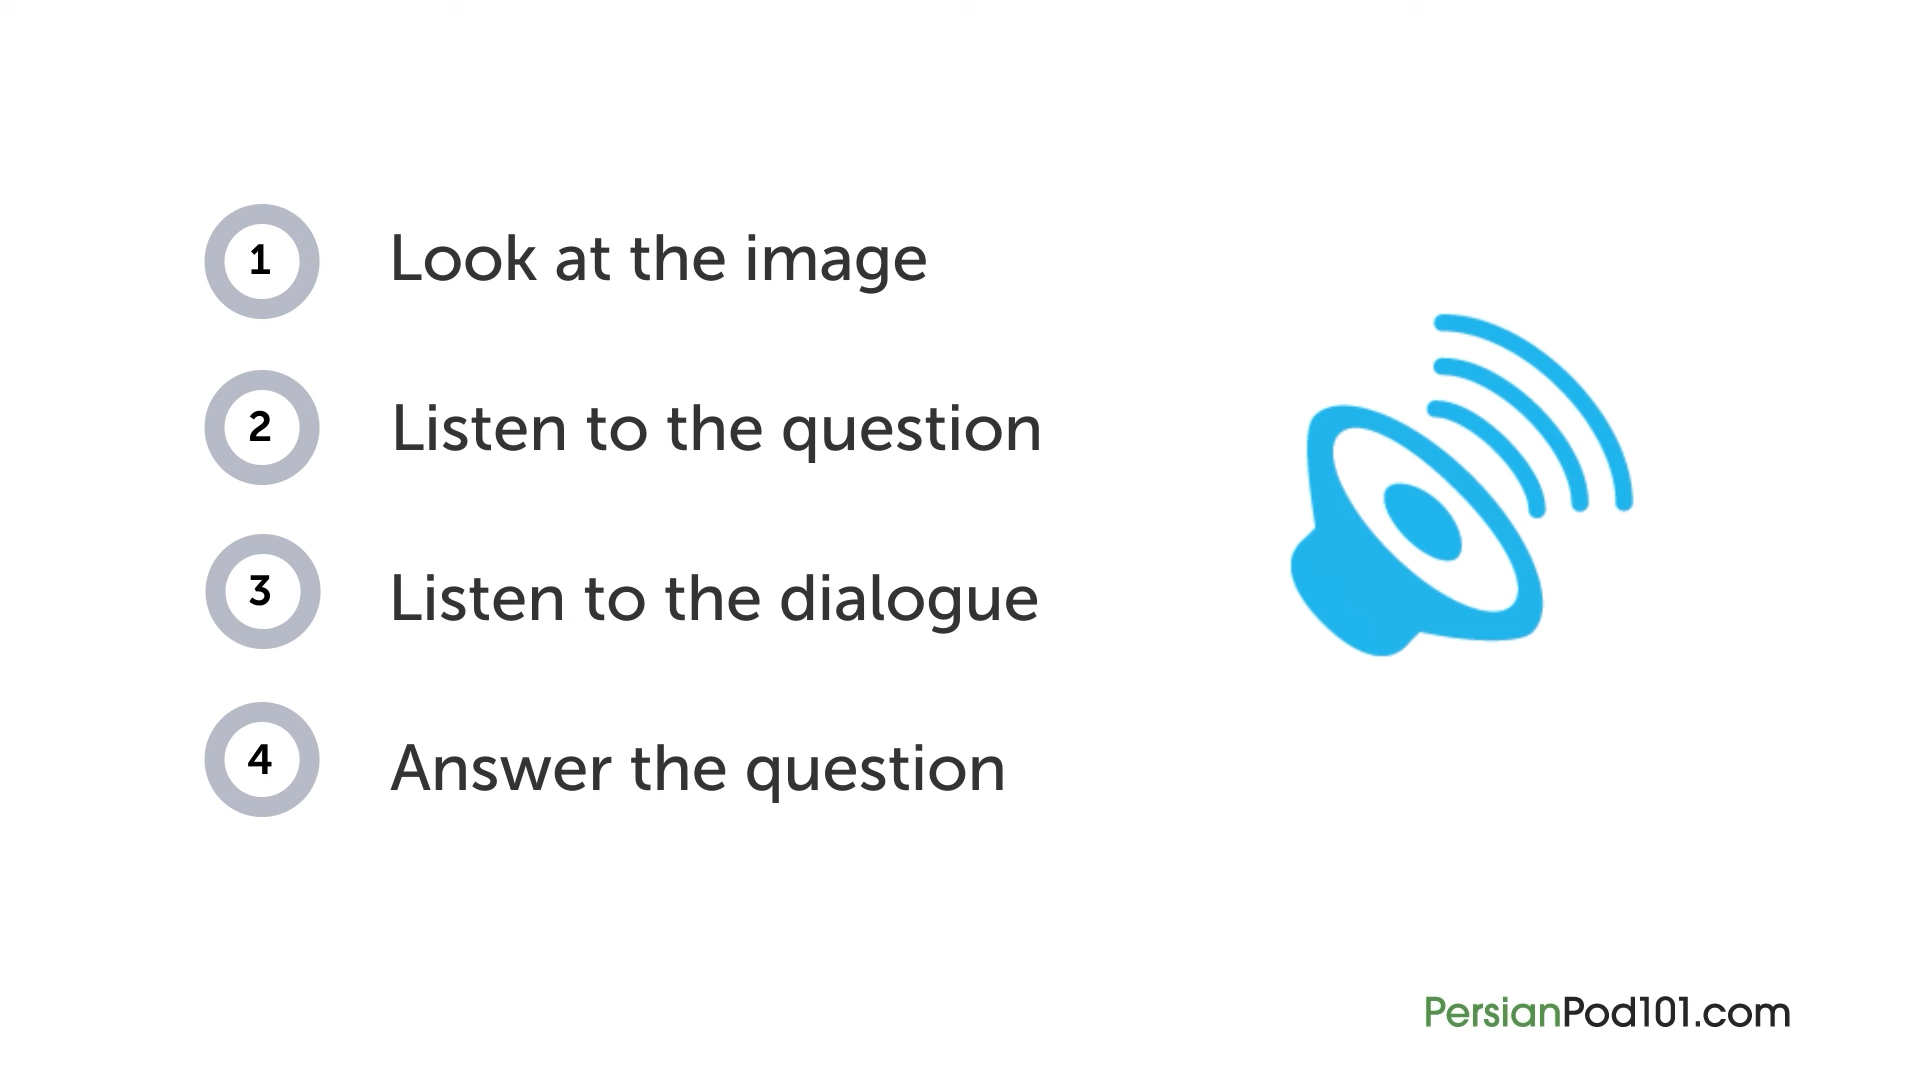 1 Look at the image
2 Listen to the question
3 Listen to the dialogue
4 Answer the question
PersianPod101.com